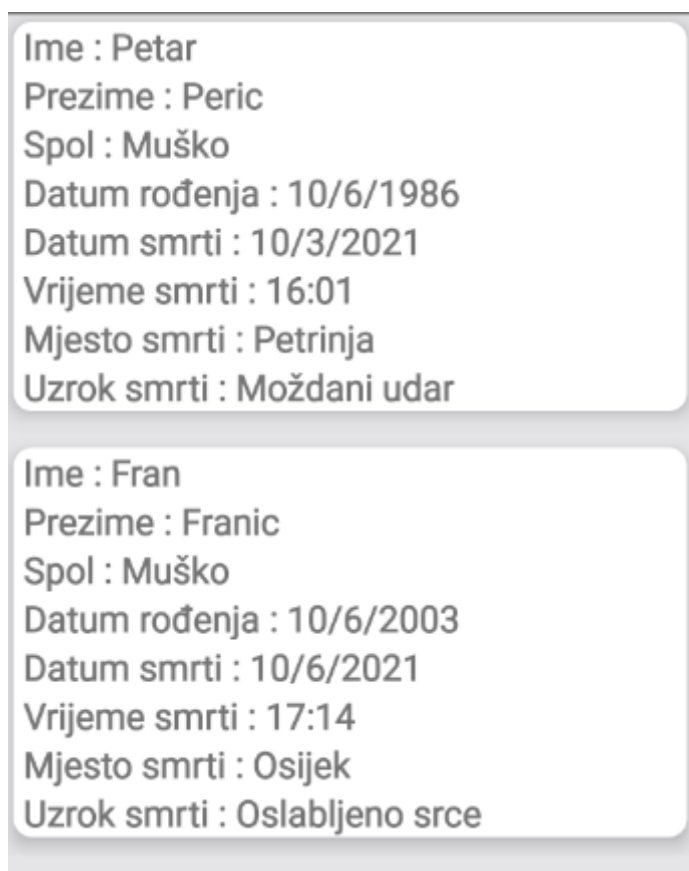 Ime : Petar
Prezime : Peric
Spol : Muško
Datum rođenja : 10/6/1986
Datum smrti : 10/3/2021
Vrijeme smrti : 16:01
Mjesto smrti : Petrinja
Uzrok smrti : Moždani udar
Ime : Fran
Prezime : Franic
Spol : Muško
Datum rođenja : 10/6/2003
Datum smrti : 10/6/2021
Vrijeme smrti : 17:14
Mjesto smrti : Osijek
Uzrok smrti : Oslabljeno srce